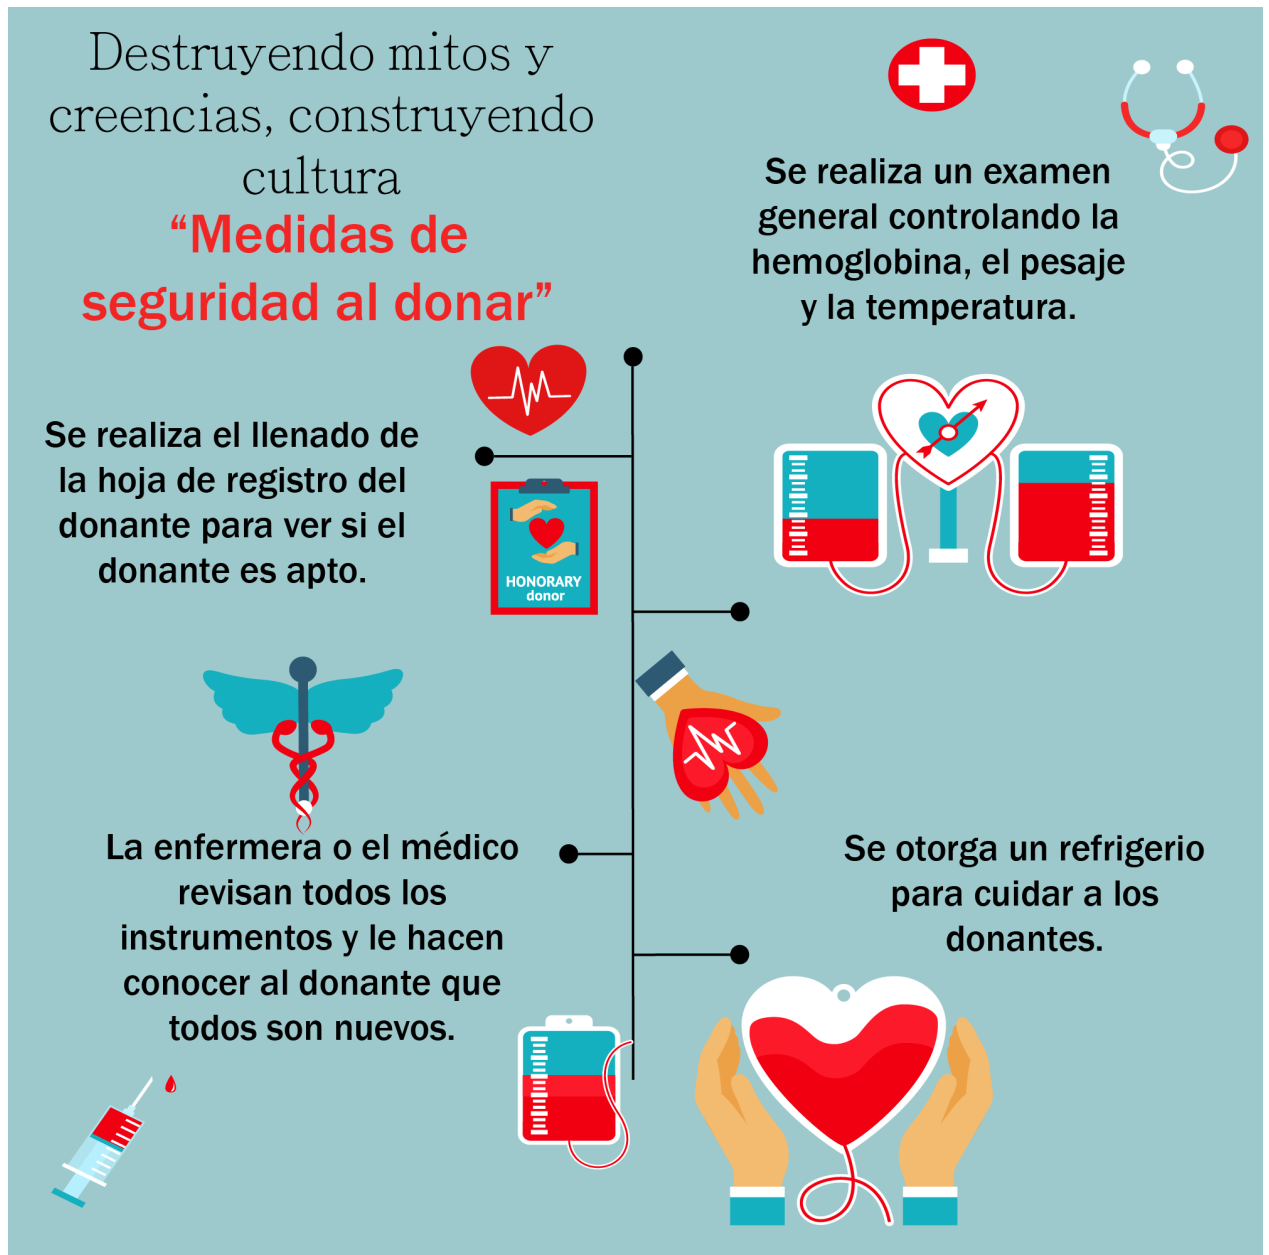 Destruyendo mitos y
creencias, construyendo
cultura
“Medidas de
seguridad al donar”
Se realiza el llenado de
la hoja de registro del
donante para ver si el
donante es apto.
HONORARY
donor
Se realiza un examen
general controlando la
hemoglobina, el pesaje
y la temperatura.
La enfermera o el médico
revisan todos los
instrumentos y le hacen
conocer al donante que
todos son nuevos.
Se otorga un refrigerio
para cuidar a los
donantes.